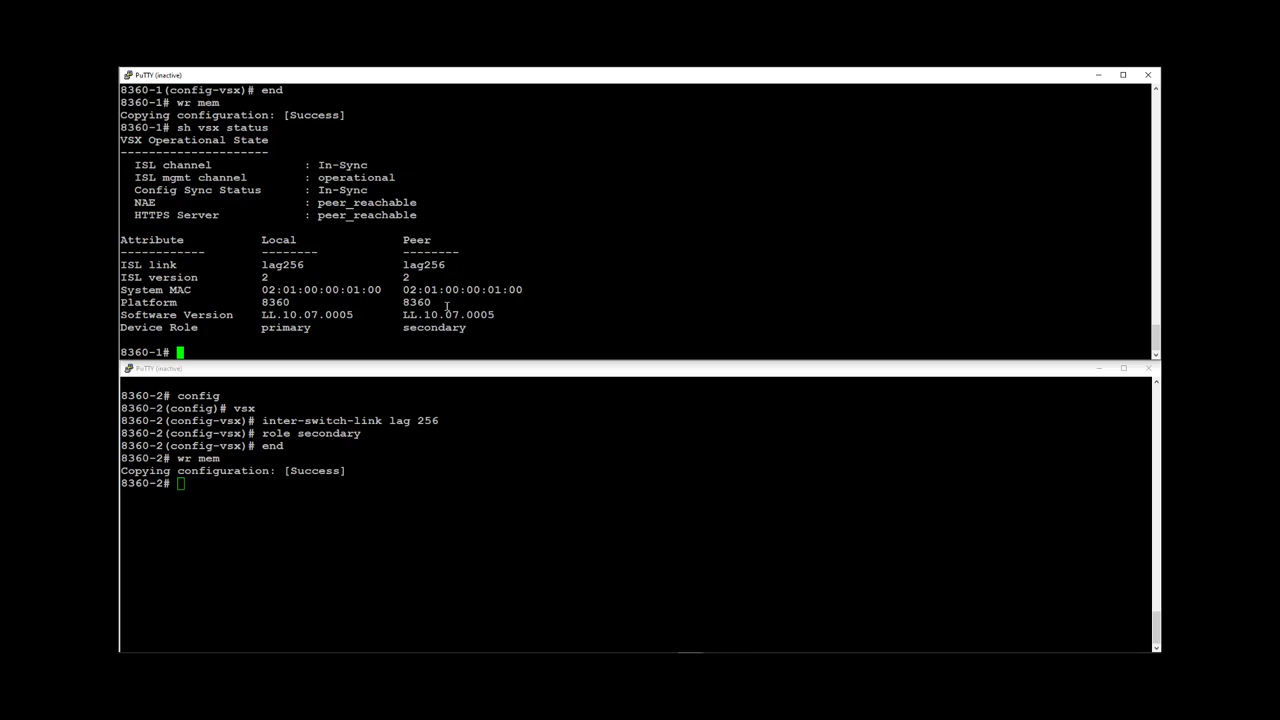 PuTTY (inactive)
8360-1(config-vsx)# end
8360-1# wr mem
Copying configuration: [Success]
8360-1# sh vsx status
VSX Operational State
---------------------
ISL channel : In-Sync
ISL mgmt channel : operational
Config Sync Status : In-Sync
NAE : peer_reachable
HTTPS Server : peer_reachable
Attribute Local Peer
------------ -------- --------
ISL link lag256 lag256
ISL version 2 2
System MAC 02:01:00:00:01:00 02:01:00:00:01:00
Platform 8360 8360
Software Version LL.10.07.0005 LL.10.07.0005
Device Role primary secondary
8360-1#
PuTTY (inactive)
8360-2# config
8360-2(config)# vsx
8360-2(config-vsx)# inter-switch-link lag 256
8360-2(config-vsx)# role secondary
8360-2(config-vsx)# end
8360-2# wr mem
Copying configuration: [Success]
8360-2#